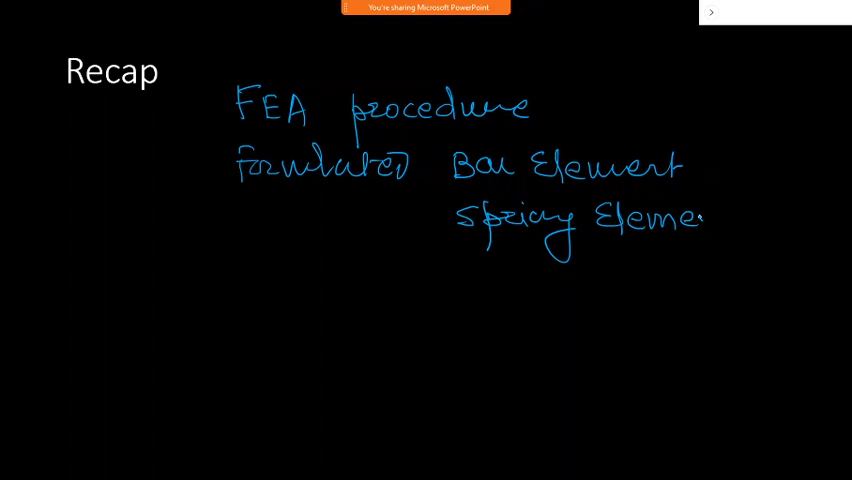 You're sharing Microsoft PowerPoint
Recap
FEA procedure
Formulated Bar Element
Spring Eleme